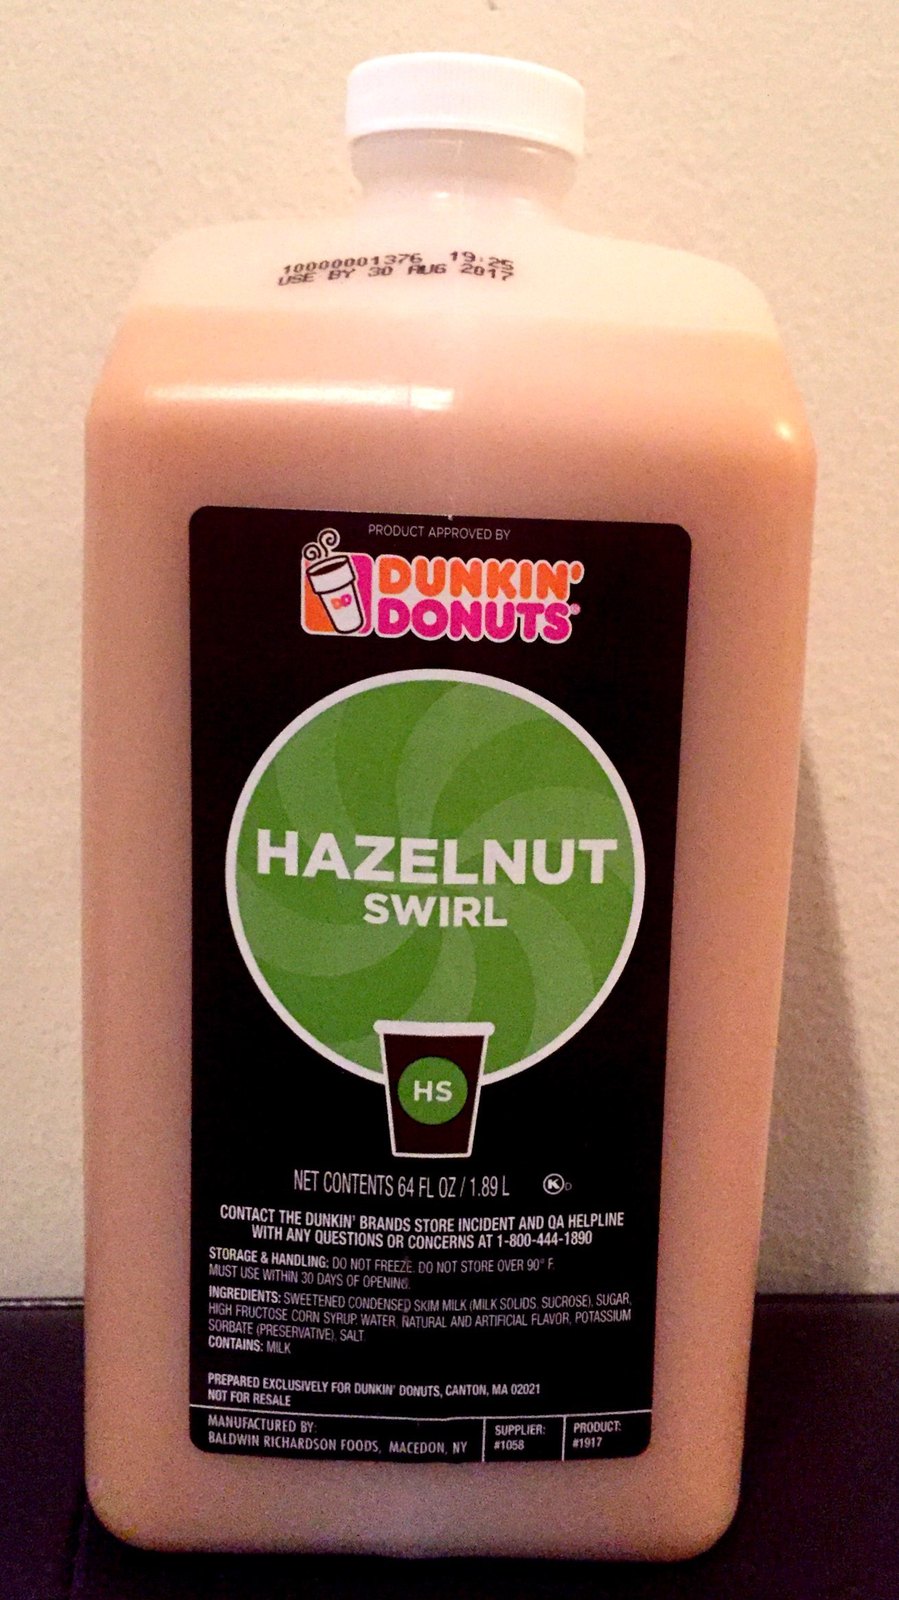 10000001376 19:25
USE BY 30 AUG 2017
PRODUCT APPROVED BY
DD
DUNKIN'
DONUTS®
HAZELNUT
SWIRL
HS
NET CONTENTS 64 FL OZ / 1.89 L K D
CONTACT THE DUNKIN' BRANDS STORE INCIDENT AND QA HELPLINE
WITH ANY QUESTIONS OR CONCERNS AT 1-800-444-1890
STORAGE & HANDLING: DO NOT FREEZE. DO NOT STORE OVER 90° F.
MUST USE WITHIN 30 DAYS OF OPENING.
INGREDIENTS: SWEETENED CONDENSED SKIM MILK (MILK SOLIDS, SUCROSE), SUGAR,
HIGH FRUCTOSE CORN SYRUP, WATER, NATURAL AND ARTIFICIAL FLAVOR, POTASSIUM
SORBATE (PRESERVATIVE), SALT
CONTAINS: MILK
PREPARED EXCLUSIVELY FOR DUNKIN' DONUTS, CANTON, MA 02021
NOT FOR RESALE
MANUFACTURED BY:
BALDWIN RICHARDSON FOODS, MACEDON, NY
SUPPLIER:
#1058
PRODUCT:
#1917